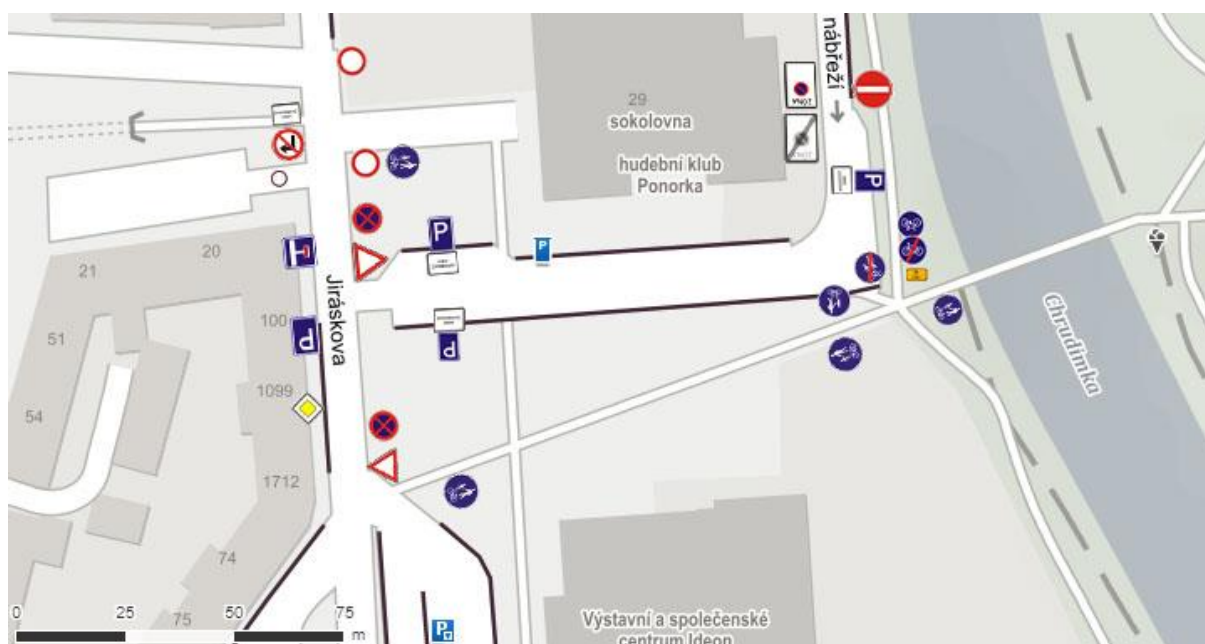 nábřeží
29
sokolovna
hudební klub
Ponorka
P
20
21
P
P
Jiráskova
100
P
51
P
1099
54
Chrudimka
1712
74
75
Výstavní a společenské
centrum Ideon
P
0 25 50 75
m